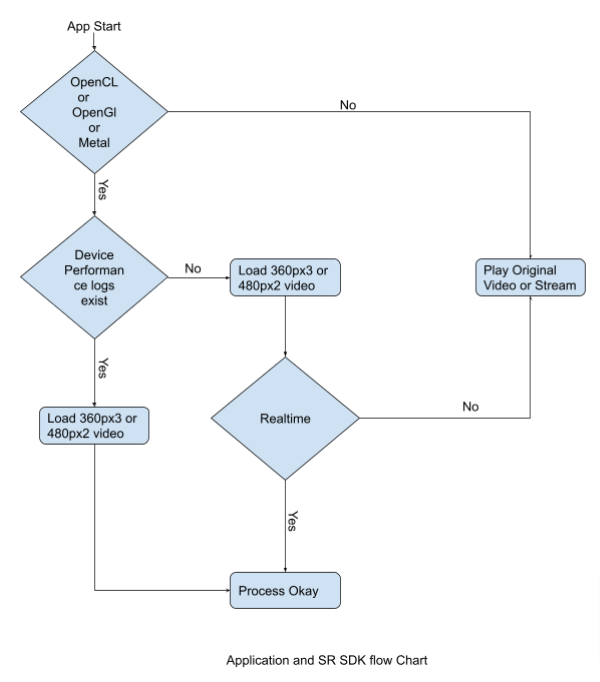 App Start
OpenCL
or
OpenGl
or
Metal
No
Yes
Device
Performan
ce logs
exist
No
Load 360px3 or
480px2 video
Play Original
Video or Stream
Yes
Load 360px3 or
480px2 video
Realtime
No
Yes
Process Okay
Application and SR SDK flow Chart